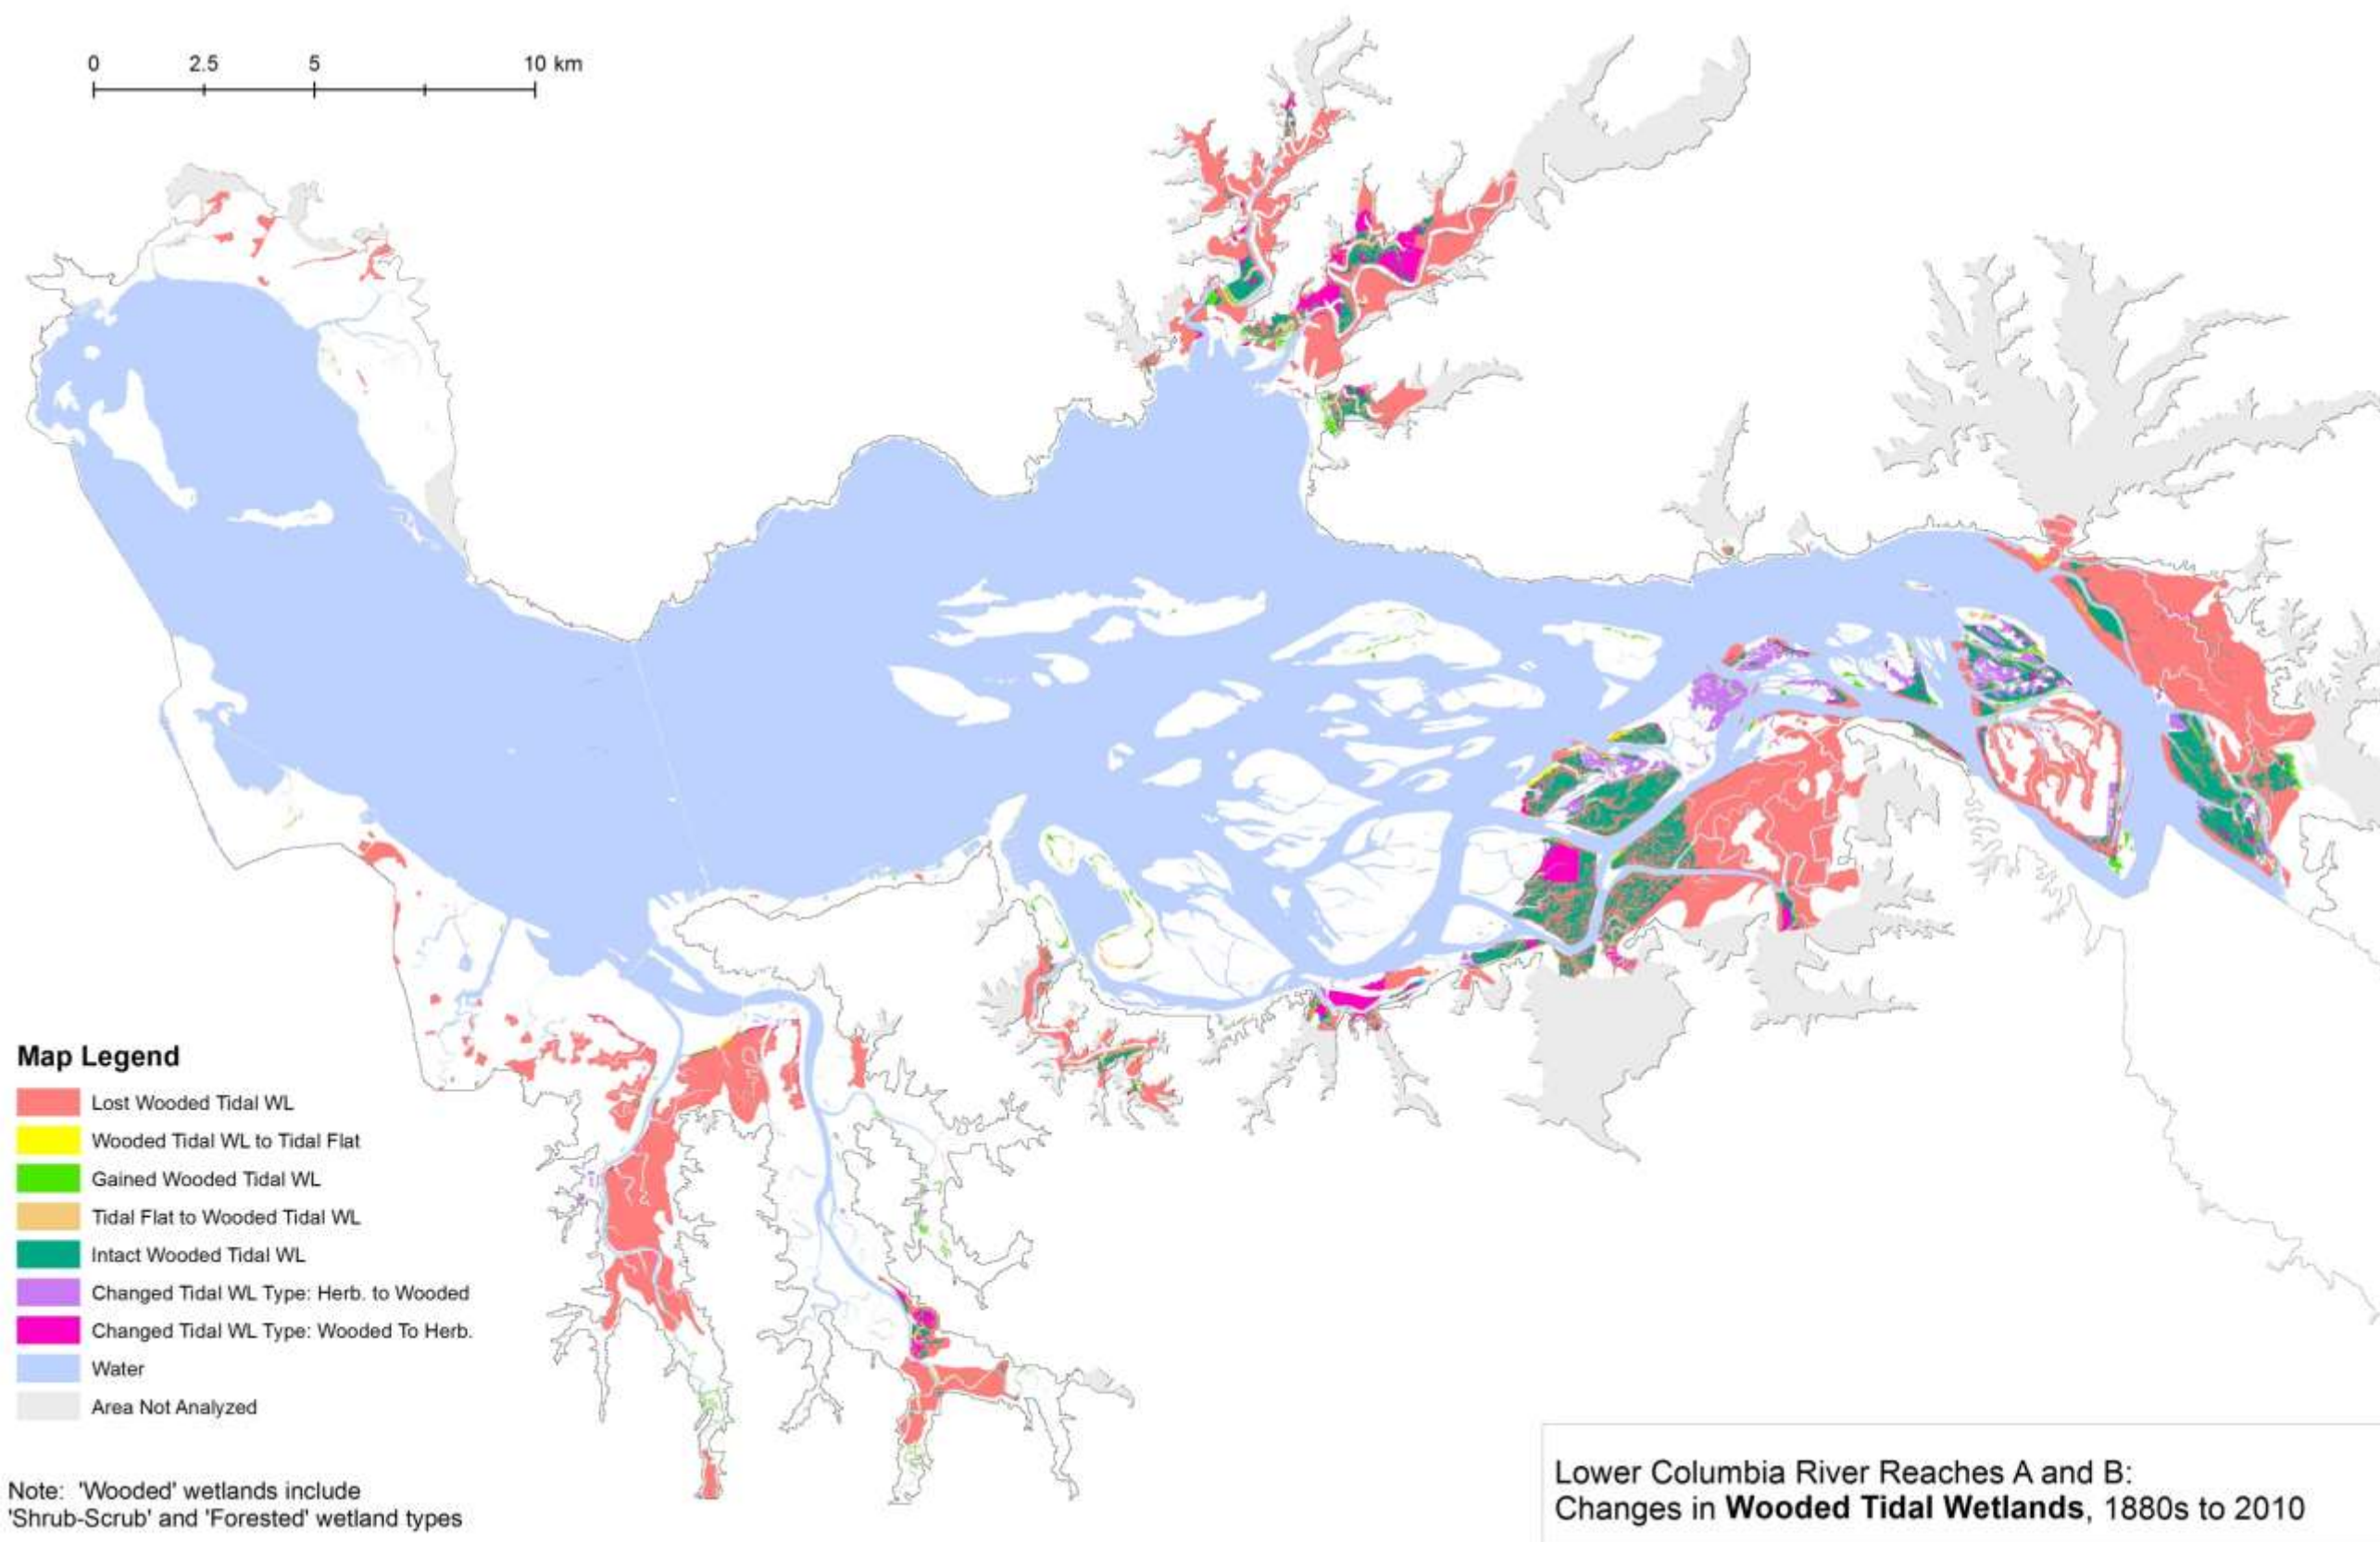 0 2.5 5 10 km
Map Legend
Lost Wooded Tidal WL
Wooded Tidal WL to Tidal Flat
Gained Wooded Tidal WL
Tidal Flat to Wooded Tidal WL
Intact Wooded Tidal WL
Changed Tidal WL Type: Herb. to Wooded
Changed Tidal WL Type: Wooded To Herb.
Water
Area Not Analyzed
Note: 'Wooded' wetlands include
'Shrub-Scrub' and 'Forested' wetland types
Lower Columbia River Reaches A and B:
Changes in Wooded Tidal Wetlands, 1880s to 2010